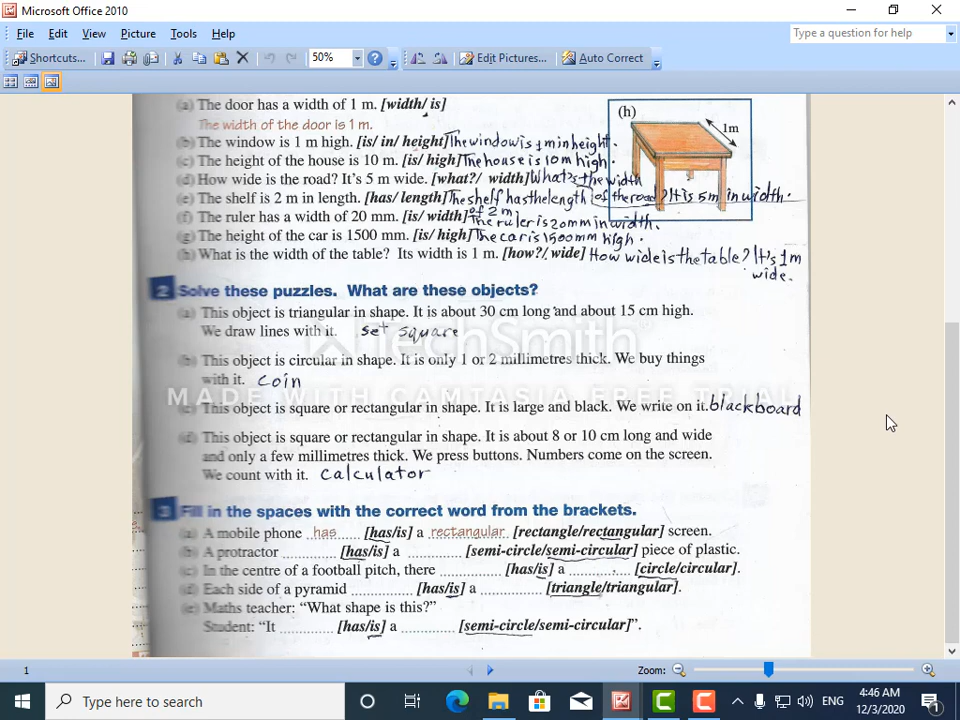 Microsoft Office 2010
File Edit View Picture Tools Help
Type a question for help
Shortcuts... 50% Edit Pictures... Auto Correct
(a) The door has a width of 1 m. [width/ is]
The width of the door is 1 m.
(h)
1m
(b) The window is 1 m high. [is/ in/ height] The window is 1m in height.
(c) The height of the house is 10 m. [is/ high] The house is 10m high.
(d) How wide is the road? It's 5 m wide. [what?/ width] What's the width
of the road? It is 5m in width.
(e) The shelf is 2 m in length. [has/ length] The shelf has the length
of 2 m
(f) The ruler has a width of 20 mm. [is/ width] The ruler is 20mm in width.
(g) The height of the car is 1500 mm. [is/ high] The car is 1500mm high.
(h) What is the width of the table? Its width is 1 m. [how?/ wide] How wide is the table? It's 1m
wide.
2 Solve these puzzles. What are these objects?
(a) This object is triangular in shape. It is about 30 cm long and about 15 cm high.
We draw lines with it. set square
TechSmith
(b) This object is circular in shape. It is only 1 or 2 millimetres thick. We buy things
with it. coin
MADE WITH CAMTASIA FREE TRIAL
(c) This object is square or rectangular in shape. It is large and black. We write on it. blackboard
(d) This object is square or rectangular in shape. It is about 8 or 10 cm long and wide
and only a few millimetres thick. We press buttons. Numbers come on the screen.
We count with it. calculator
3 Fill in the spaces with the correct word from the brackets.
(a) A mobile phone has [has/is] a rectangular [rectangle/rectangular] screen.
(b) A protractor ............ [has/is] a ............ [semi-circle/semi-circular] piece of plastic.
(c) In the centre of a football pitch, there ............ [has/is] a ............ [circle/circular].
(d) Each side of a pyramid ............ [has/is] a ............ [triangle/triangular].
(e) Maths teacher: "What shape is this?"
Student: "It ............ [has/is] a ............ [semi-circle/semi-circular]".
1 Zoom:
Type here to search
ENG
4:46 AM
12/3/2020
1